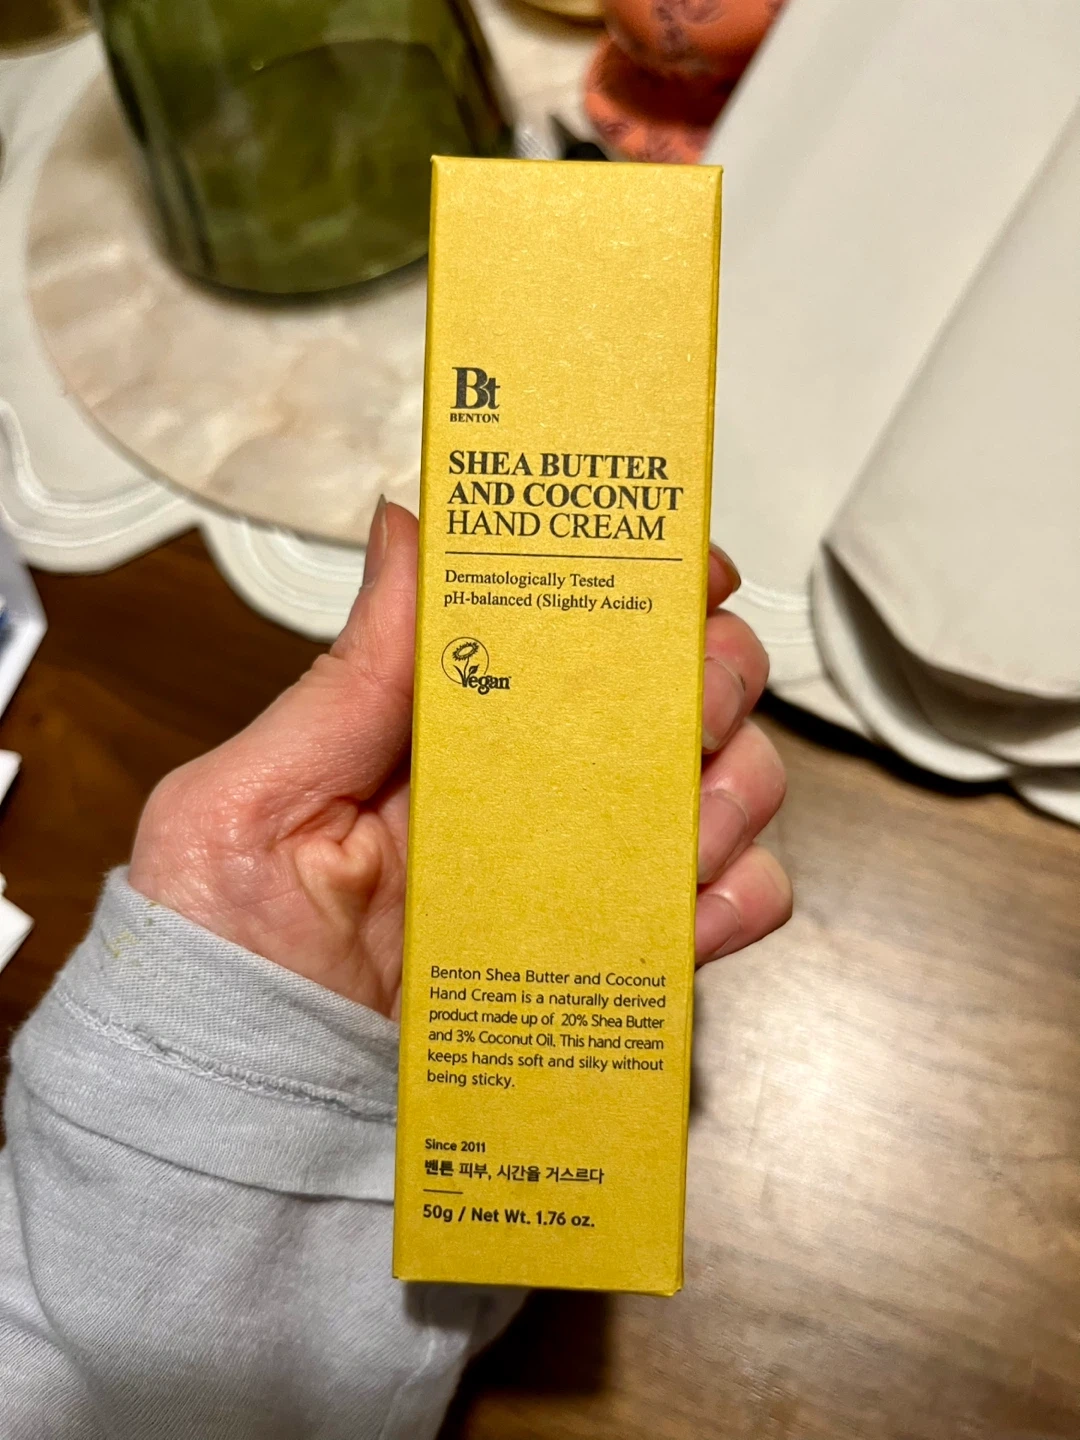 Bt
BENTON
SHEA BUTTER
AND COCONUT
HAND CREAM
Dermatologically Tested
pH-balanced (Slightly Acidic)
Vegan
Benton Shea Butter and Coconut
Hand Cream is a naturally derived
product made up of 20% Shea Butter
and 3% Coconut Oil. This hand cream
keeps hands soft and silky without
being sticky.
Since 2011
벤튼 피부, 시간을 거스르다
50g / Net Wt. 1.76 oz.